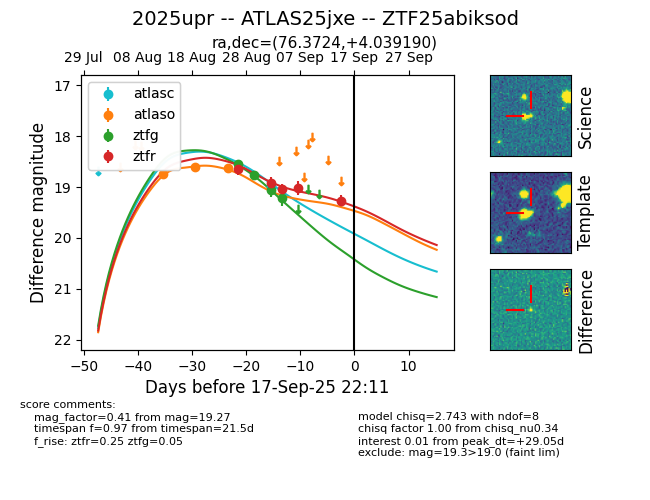 2025upr -- ATLAS25jxe -- ZTF25abiksod
ra,dec=(76.3724,+4.039190)
29 Jul 08 Aug 18 Aug 28 Aug 07 Sep 17 Sep 27 Sep
17
18
19
20
21
22
Difference magnitude
atlasc
atlaso
ztfg
ztfr
−50 −40 −30 −20 −10 0 10
Days before 17-Sep-25 22:11
Science
Template
Difference
score comments:
mag_factor=0.41 from mag=19.27
timespan f=0.97 from timespan=21.5d
f_rise: ztfr=0.25 ztfg=0.05
model chisq=2.743 with ndof=8
chisq factor 1.00 from chisq_nu0.34
interest 0.01 from peak_dt=+29.05d
exclude: mag=19.3>19.0 (faint lim)